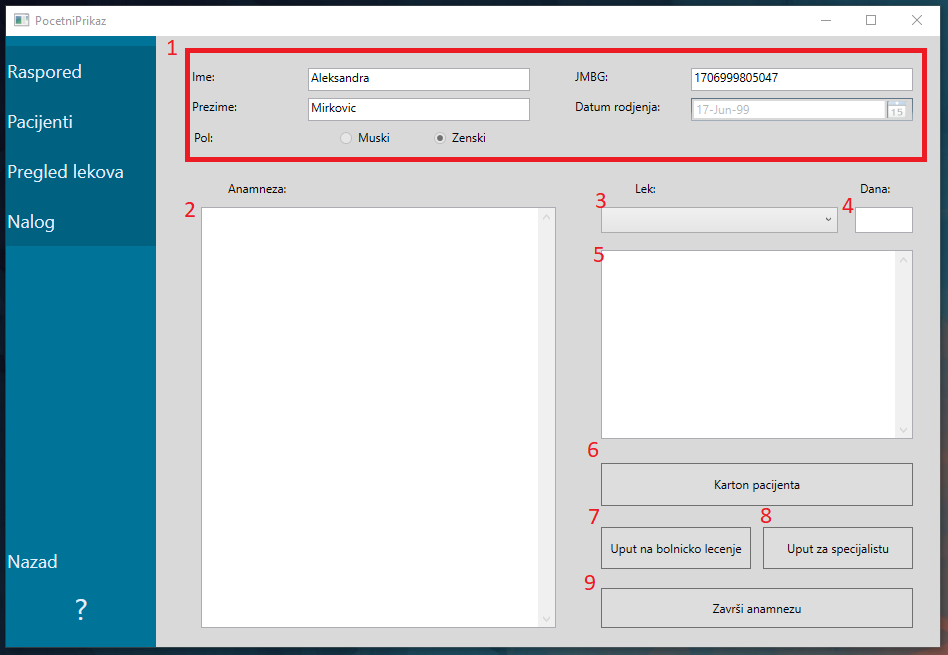 PocetniPrikaz
Raspored
Pacijenti
Pregled lekova
Nalog
Nazad
?
1
Ime: Aleksandra JMBG: 1706999805047
Prezime: Mirkovic Datum rodjenja: 17-Jun-99 15
Pol: Muski Zenski
Anamneza: Lek: Dana:
2
3
4
5
6
Karton pacijenta
7
8
Uput na bolnicko lecenje Uput za specijalistu
9
Završi anamnezu